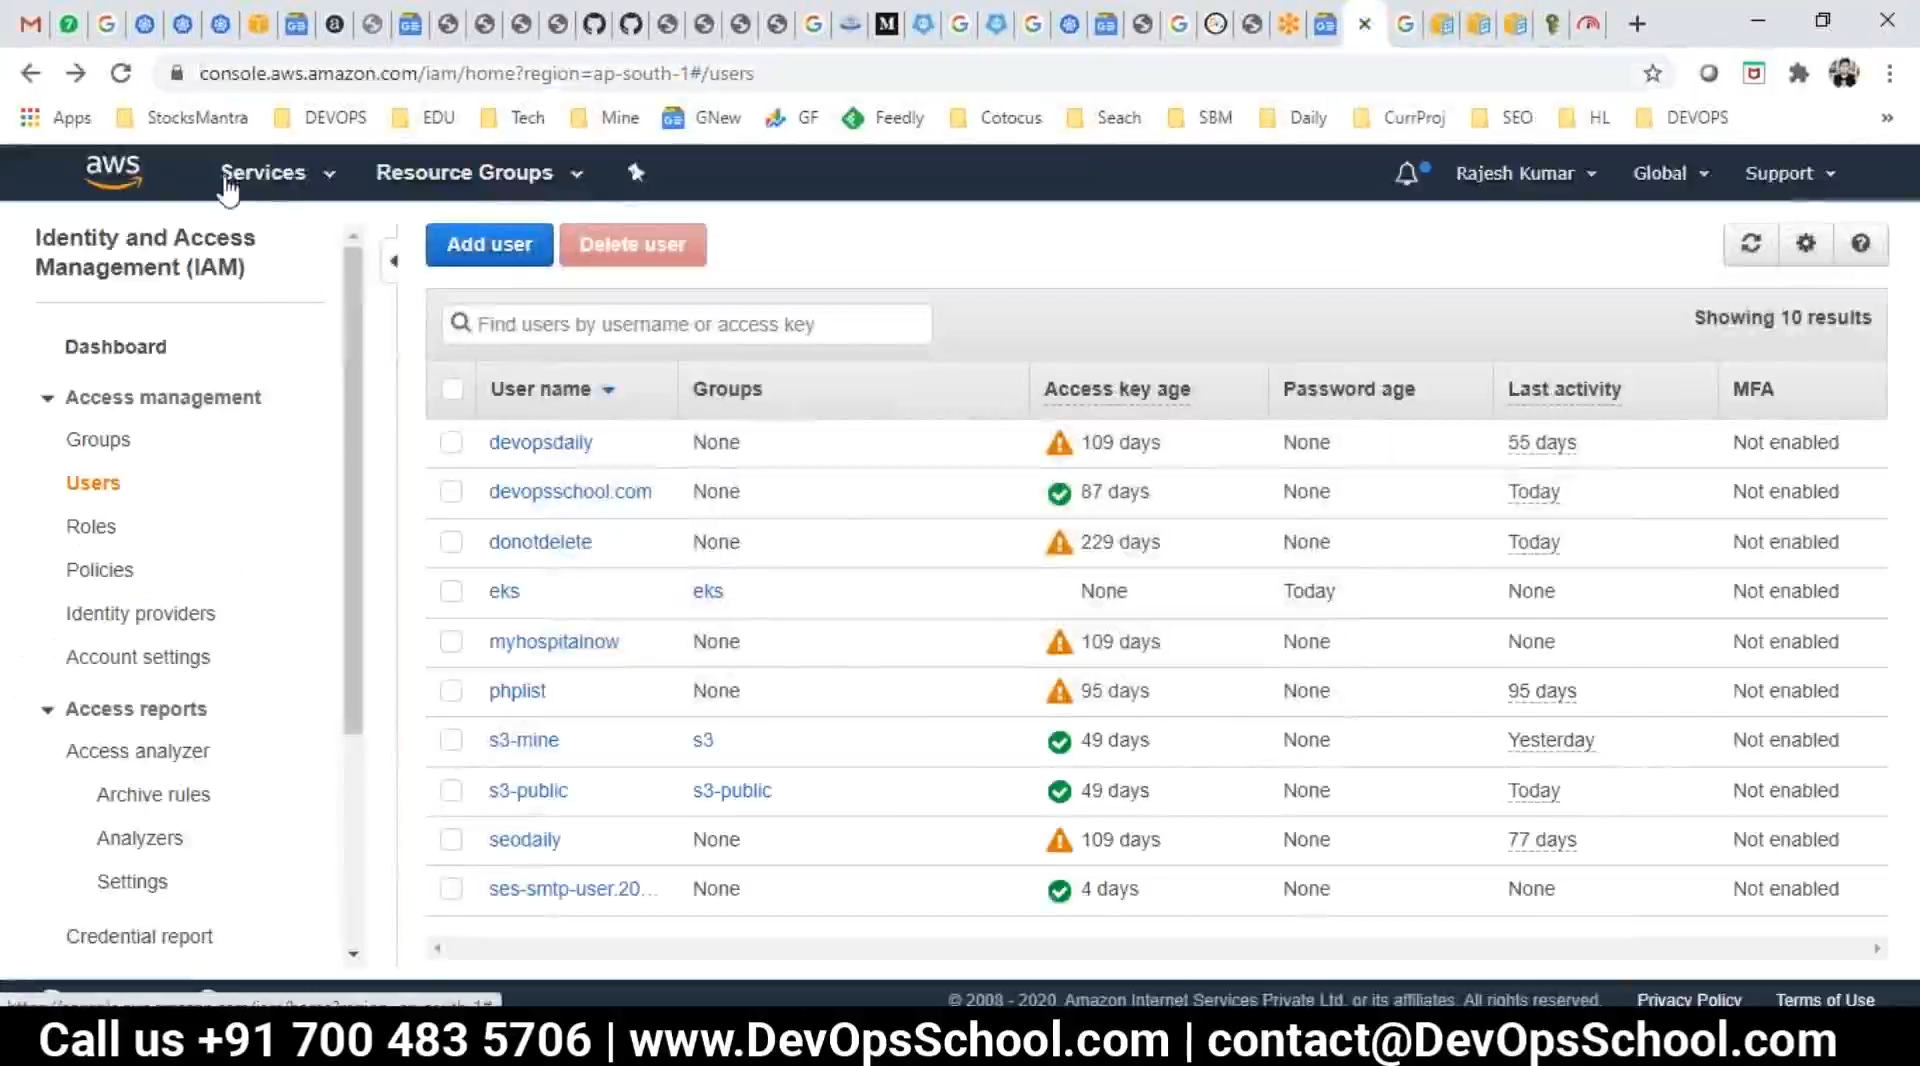 console.aws.amazon.com/iam/home?region=ap-south-1#/users
Apps StocksMantra DEVOPS EDU Tech Mine GNew GF Feedly Cotocus Seach SBM Daily CurrProj SEO HL DEVOPS »
aws Services Resource Groups Rajesh Kumar Global Support
Identity and Access
Management (IAM)
Dashboard
Access management
Groups
Users
Roles
Policies
Identity providers
Account settings
Access reports
Access analyzer
Archive rules
Analyzers
Settings
Credential report
Add user Delete user
Find users by username or access key Showing 10 results
User name Groups Access key age Password age Last activity MFA
devopsdaily None 109 days None 55 days Not enabled
devopsschool.com None 87 days None Today Not enabled
donotdelete None 229 days None Today Not enabled
eks eks None Today None Not enabled
myhospitalnow None 109 days None None Not enabled
phplist None 95 days None 95 days Not enabled
s3-mine s3 49 days None Yesterday Not enabled
s3-public s3-public 49 days None Today Not enabled
seodaily None 109 days None 77 days Not enabled
ses-smtp-user.20... None 4 days None None Not enabled
© 2008 - 2020, Amazon Internet Services Private Ltd. or its affiliates. All rights reserved. Privacy Policy Terms of Use
Call us +91 700 483 5706 | www.DevOpsSchool.com | contact@DevOpsSchool.com